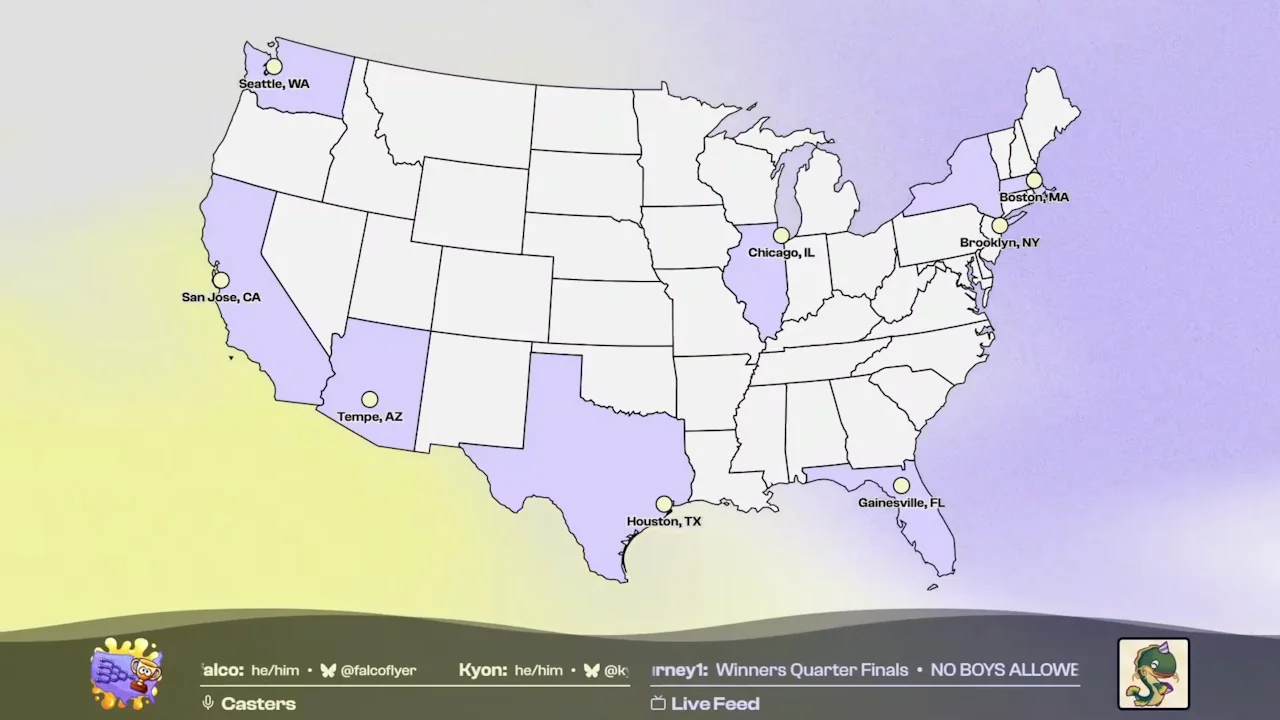 Seattle, WA
Boston, MA
Brooklyn, NY
Chicago, IL
San Jose, CA
Tempe, AZ
Gainesville, FL
Houston, TX
alco: he/him • @falcoflyer Kyon: he/him • @ky
rney1: Winners Quarter Finals • NO BOYS ALLOWE
Casters
Live Feed